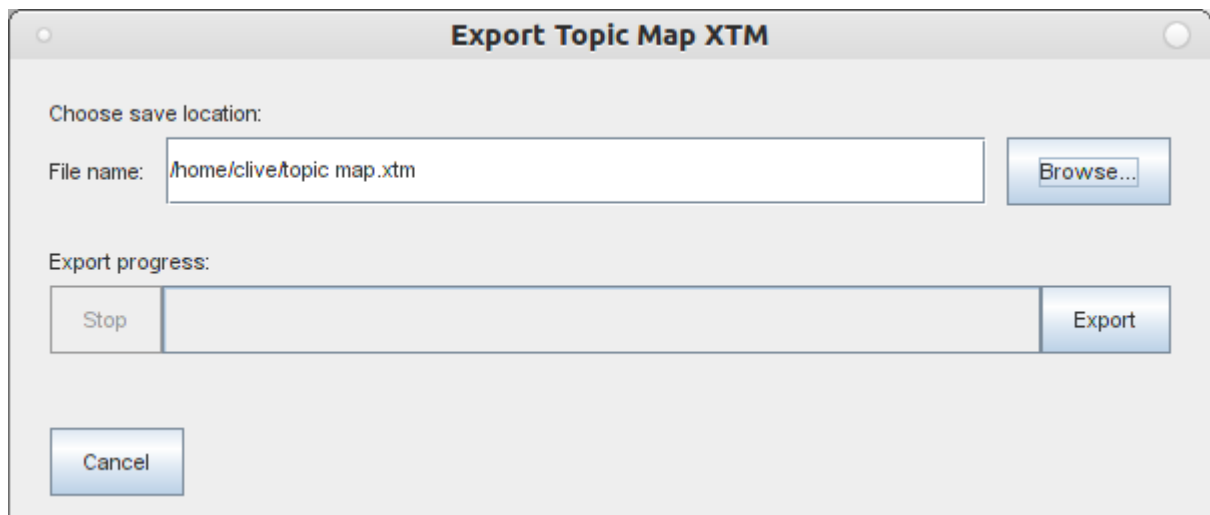 Export Topic Map XTM
Choose save location:
File name: /home/clive/topic map.xtm Browse...
Export progress:
Stop Export
Cancel